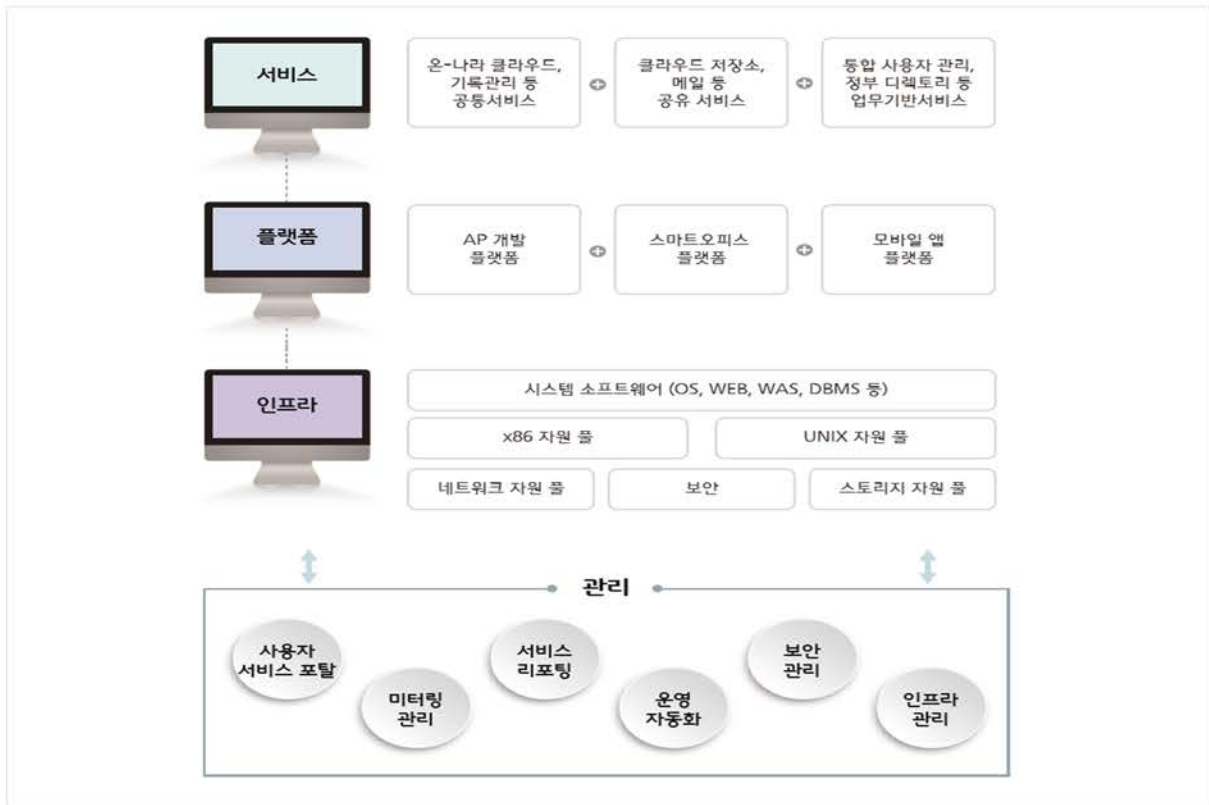 서비스
온-나라 클라우드,
기록관리 등
공통서비스
클라우드 저장소,
메일 등
공유 서비스
통합 사용자 관리,
정부 디렉토리 등
업무기반서비스
플랫폼
AP 개발
플랫폼
스마트오피스
플랫폼
모바일 앱
플랫폼
인프라
시스템 소프트웨어 (OS, WEB, WAS, DBMS 등)
x86 자원 풀
UNIX 자원 풀
네트워크 자원 풀
보안
스토리지 자원 풀
관리
사용자
서비스 포탈
미터링
관리
서비스
리포팅
운영
자동화
보안
관리
인프라
관리